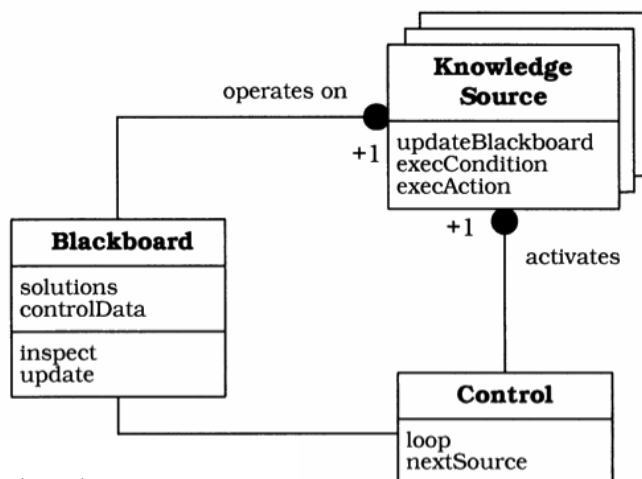 Knowledge
Source
operates on
updateBlackboard
+1
execCondition
execAction
+1
Blackboard
activates
solutions
controlData
inspect
update
Control
loop
nextSource